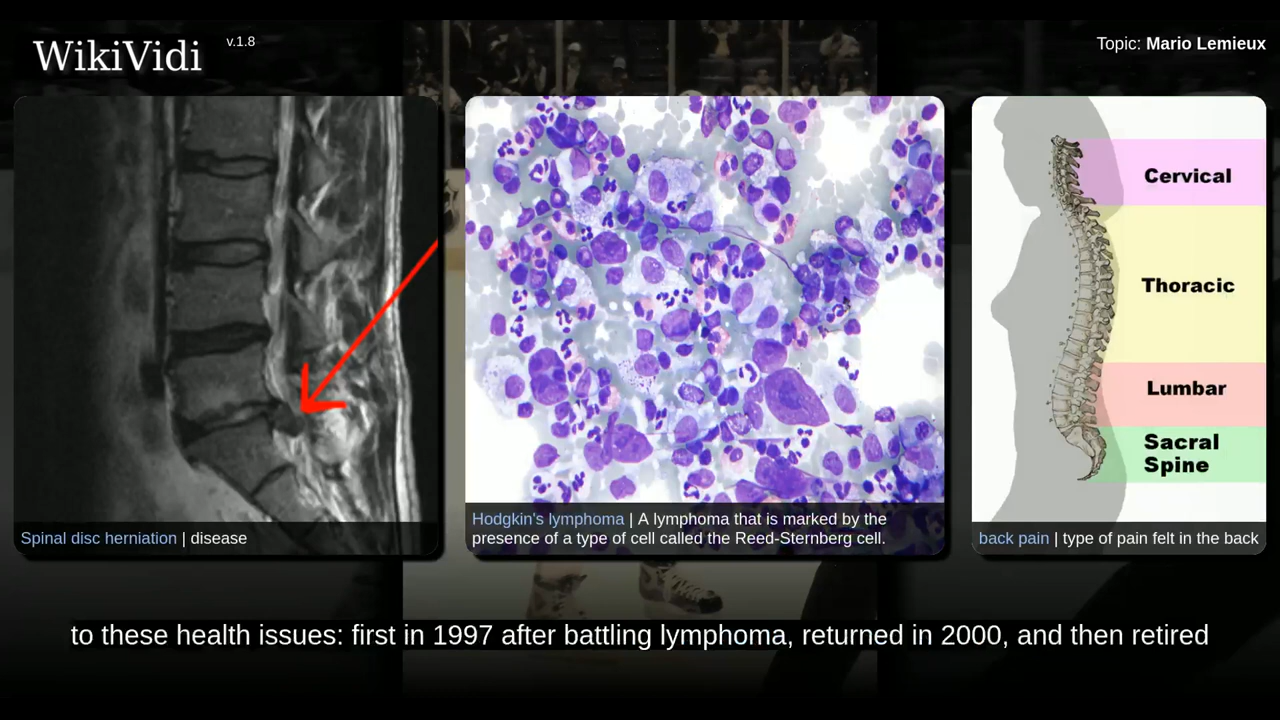 WikiVidi v.1.8
Topic: Mario Lemieux
Cervical
Thoracic
Lumbar
Sacral
Spine
Spinal disc herniation | disease
Hodgkin's lymphoma | A lymphoma that is marked by the
presence of a type of cell called the Reed-Sternberg cell.
back pain | type of pain felt in the back
to these health issues: first in 1997 after battling lymphoma, returned in 2000, and then retired